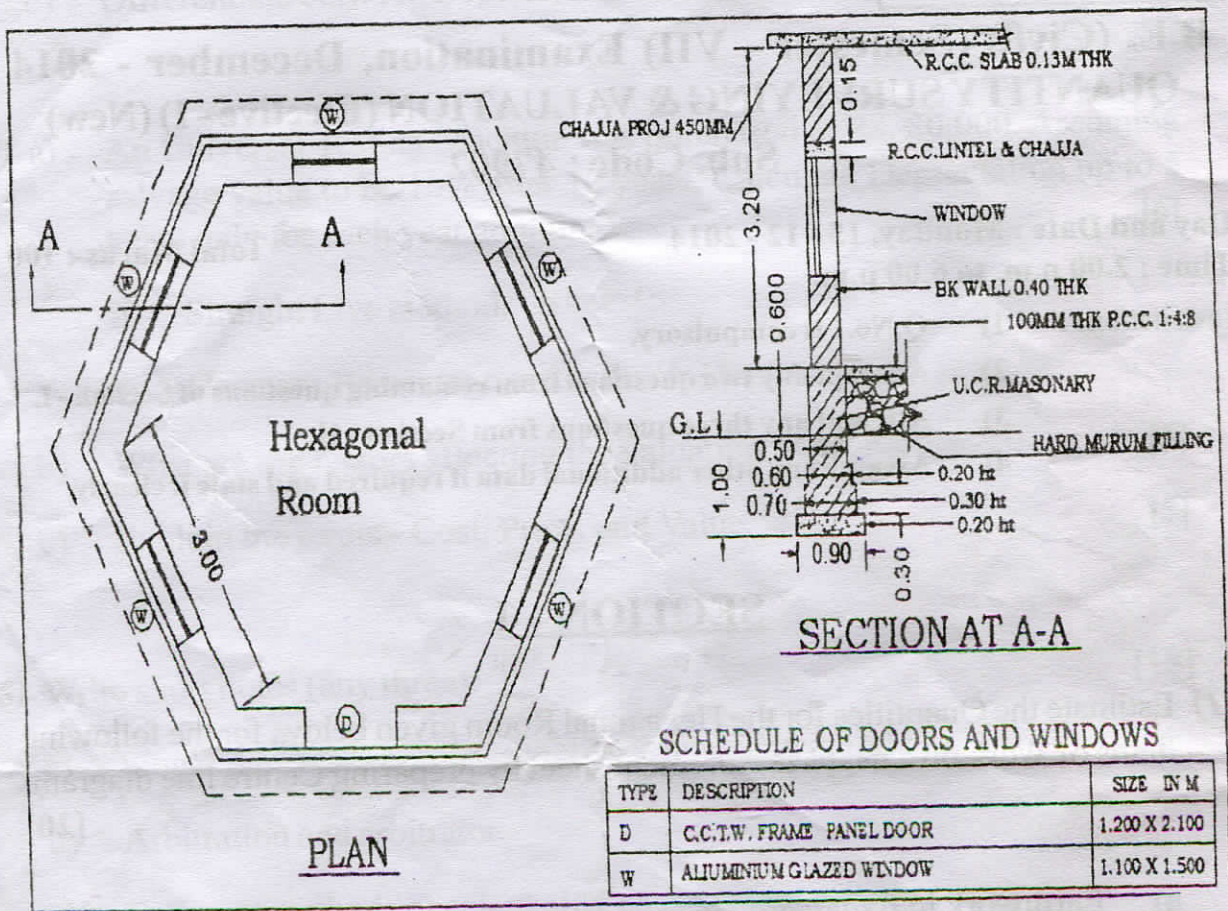 W
A
A
W
W
Hexagonal
Room
3.00
W
W
D
PLAN
CHAJJA PROJ 450MM
R.C.C. SLAB 0.13M THK
0.15
R.C.C.LINTEL & CHAJJA
3.20
WINDOW
BK WALL 0.40 THK
0.600
100MM THK P.C.C. 1:4:8
U.C.R.MASONARY
G.L
HARD MURUM FILLING
0.50
0.60
0.20 ht
1.00
0.70
0.30 ht
0.20 ht
0.90
0.30
SECTION AT A-A
SCHEDULE OF DOORS AND WINDOWS
TYPE DESCRIPTION SIZE IN M
D C.C.T.W. FRAME PANEL DOOR 1.200 X 2.100
W ALIUMINIUM GLAZED WINDOW 1.100 X 1.500